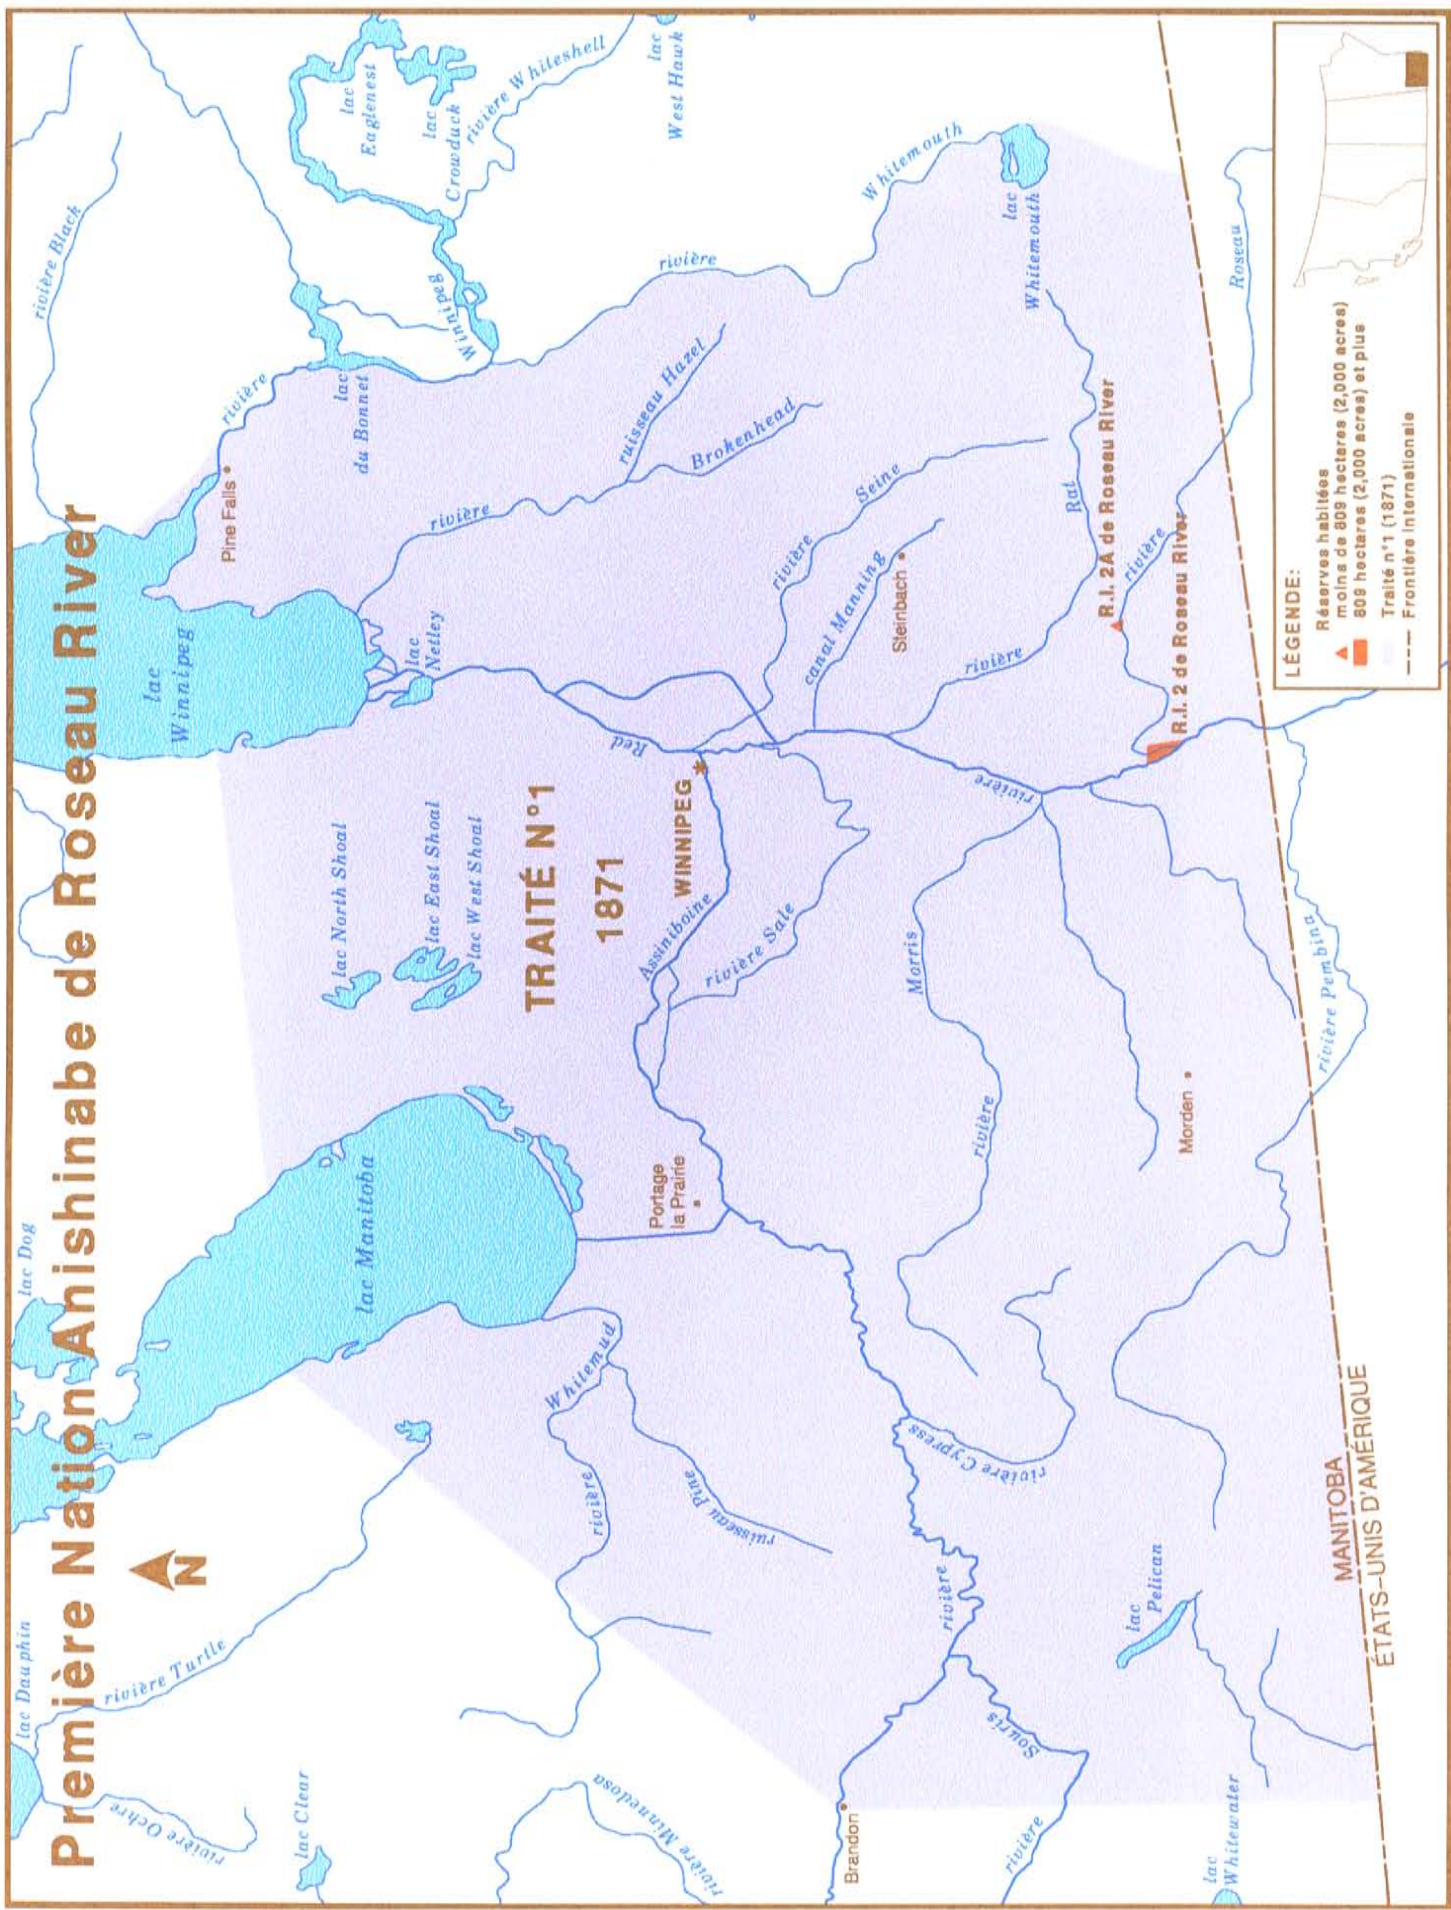 Première Nation Anishinabe de Roseau River
N
lac Dauphin
rivière Ochre
rivière Turtle
lac Clear
rivière Minnedosa
lac Dog
lac Manitoba
lac
Winnipeg
rivière Black
Pine Falls
rivière
Winnipeg
lac
du Bonnet
lac
Eaglenest
lac
Crowduck
rivière Whiteshell
lac
West Hawk
lac North Shoal
lac East Shoal
lac West Shoal
lac
Netley
rivière
Brokenhead
ruisseau Hazel
rivière
Whitemouth
lac
Whitemouth
TRAITÉ N°1
1871
Red
rivière
WINNIPEG
Assiniboine
rivière
rivière Sale
Portage
la Prairie
rivière
Whitemud
ruisseau Pine
rivière
Seine
canal Manning
Steinbach
rivière
Rat
R.I. 2A de Roseau River
R.I. 2 de Roseau River
rivière
Roseau
Morris
rivière
Morden
rivière Pembina
rivière Cypress
Brandon
Souris
rivière
lac
Pelican
lac
Whitewater
MANITOBA
ÉTATS-UNIS D'AMÉRIQUE
LÉGENDE:
Réserves habitées
moins de 809 hectares (2,000 acres)
809 hectares (2,000 acres) et plus
Traité n°1 (1871)
Frontière Internationale